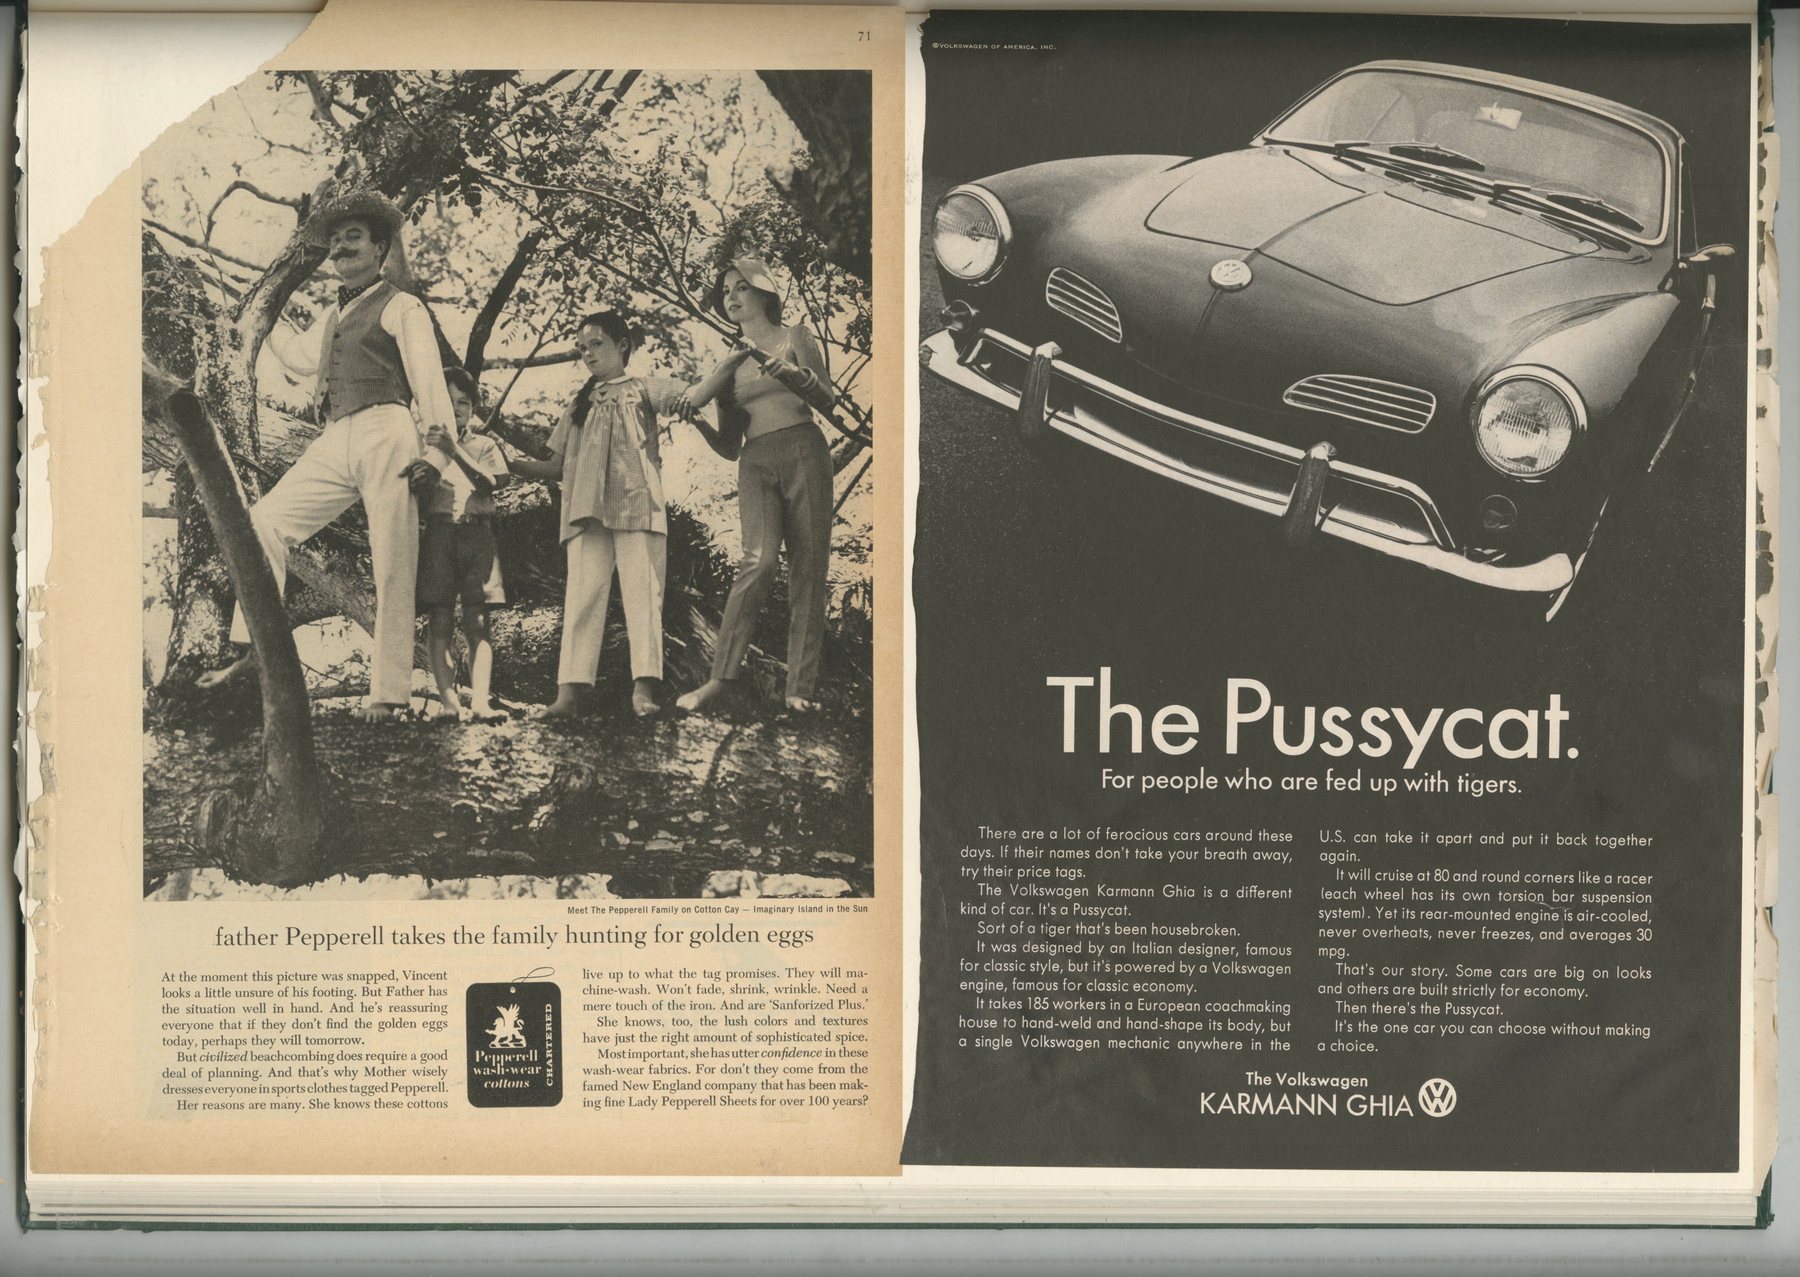 71
Meet The Pepperell Family on Cotton Cay — Imaginary Island in the Sun
father Pepperell takes the family hunting for golden eggs
At the moment this picture was snapped, Vincent
looks a little unsure of his footing. But Father has
the situation well in hand. And he's reassuring
everyone that if they don't find the golden eggs
today, perhaps they will tomorrow.
But civilized beachcombing does require a good
deal of planning. And that's why Mother wisely
dresses everyone in sports clothes tagged Pepperell.
Her reasons are many. She knows these cottons
Pepperell
wash-wear
cottons
CHARTERED
live up to what the tag promises. They will ma-
chine-wash. Won't fade, shrink, wrinkle. Need a
mere touch of the iron. And are 'Sanforized Plus.'
She knows, too, the lush colors and textures
have just the right amount of sophisticated spice.
Most important, she has utter confidence in these
wash-wear fabrics. For don't they come from the
famed New England company that has been mak-
ing fine Lady Pepperell Sheets for over 100 years?
©VOLKSWAGEN OF AMERICA, INC.
The Pussycat.
For people who are fed up with tigers.
There are a lot of ferocious cars around these
days. If their names don't take your breath away,
try their price tags.
The Volkswagen Karmann Ghia is a different
kind of car. It's a Pussycat.
Sort of a tiger that's been housebroken.
It was designed by an Italian designer, famous
for classic style, but it's powered by a Volkswagen
engine, famous for classic economy.
It takes 185 workers in a European coachmaking
house to hand-weld and hand-shape its body, but
a single Volkswagen mechanic anywhere in the
U.S. can take it apart and put it back together
again.
It will cruise at 80 and round corners like a racer
(each wheel has its own torsion bar suspension
system). Yet its rear-mounted engine is air-cooled,
never overheats, never freezes, and averages 30
mpg.
That's our story. Some cars are big on looks
and others are built strictly for economy.
Then there's the Pussycat.
It's the one car you can choose without making
a choice.
The Volkswagen
KARMANN GHIA